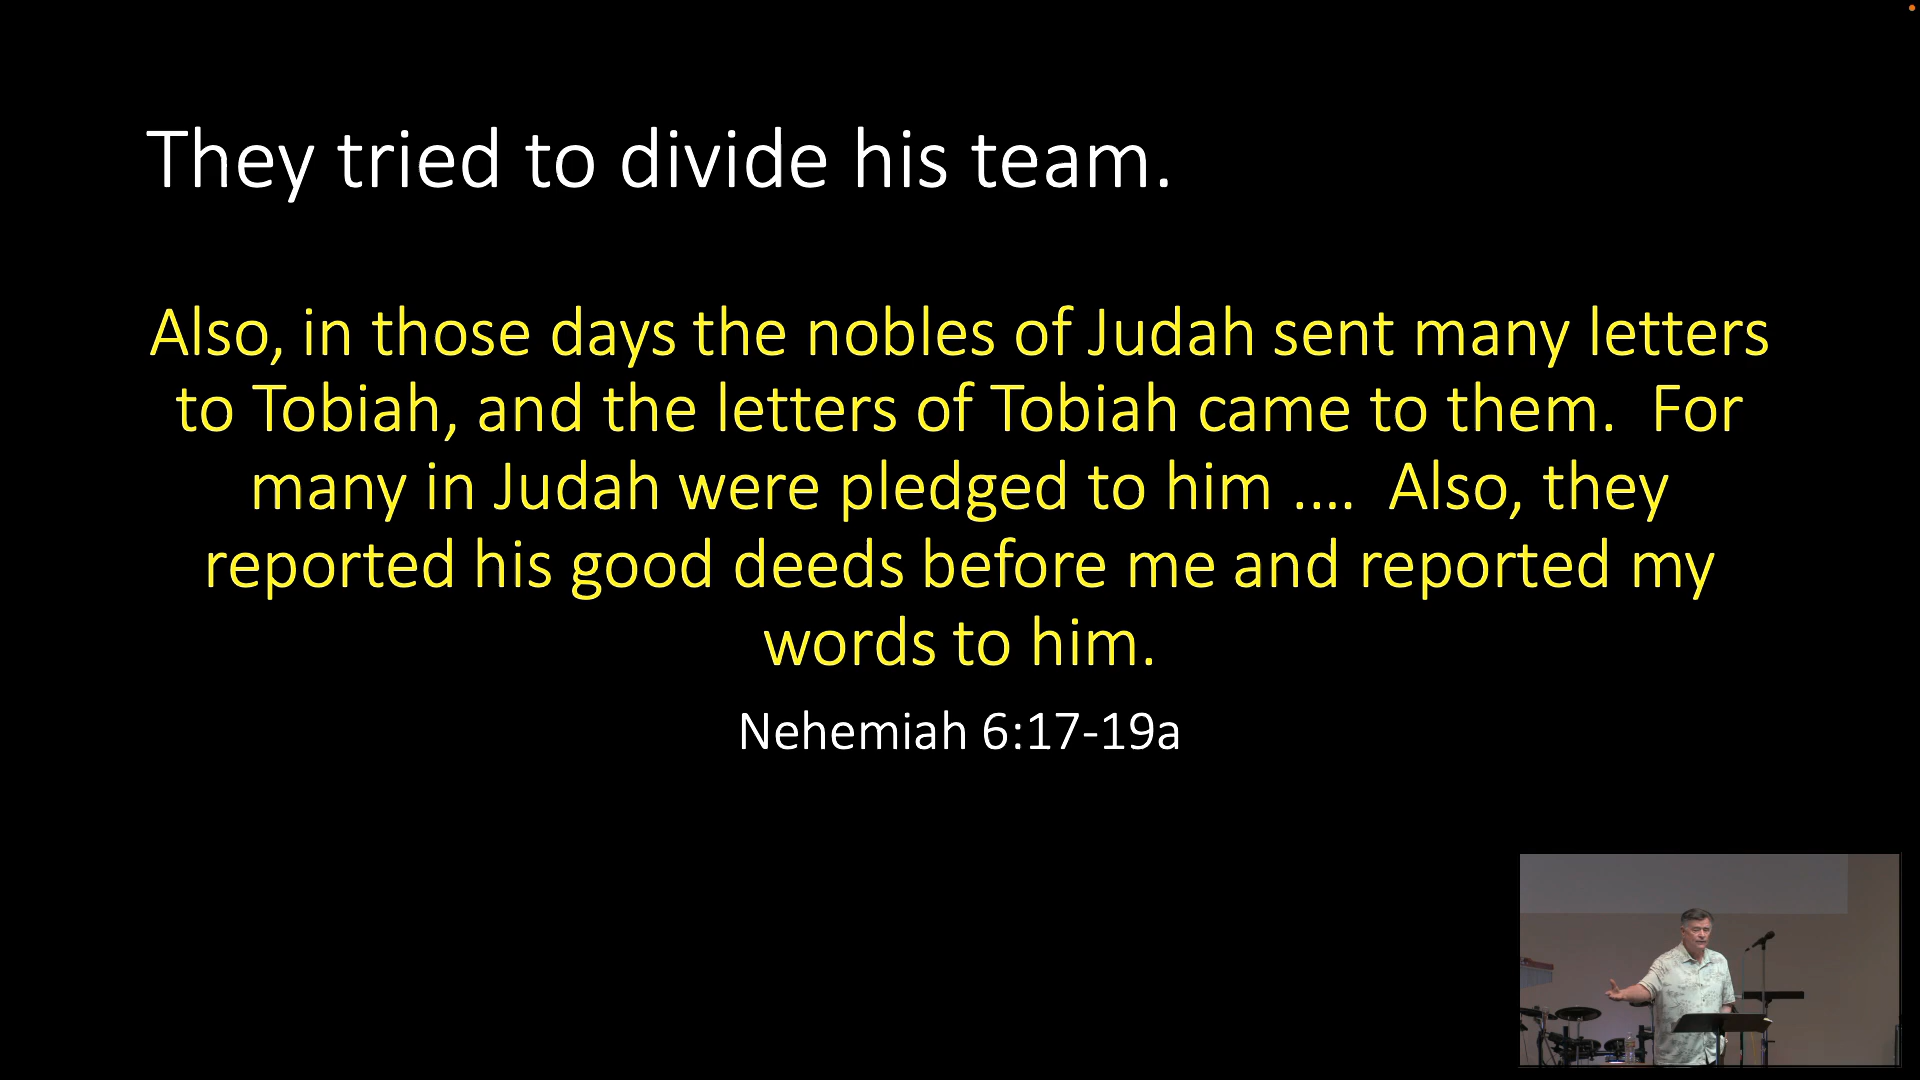 They tried to divide his team.
Also, in those days the nobles of Judah sent many letters
to Tobiah, and the letters of Tobiah came to them.  For
many in Judah were pledged to him ....  Also, they
reported his good deeds before me and reported my
words to him.
Nehemiah 6:17-19a